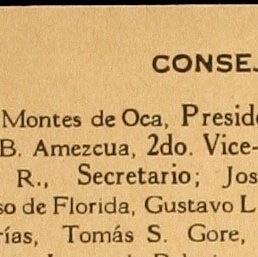 CONSEJ
Montes de Oca, Preside
B. Amezcua, 2do. Vice-
R., Secretario; Jos
so de Florida, Gustavo L
rías, Tomás S. Gore,